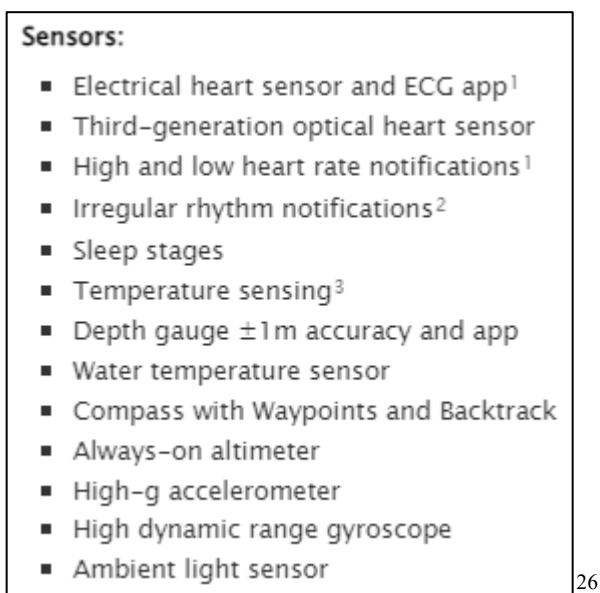 Sensors:
▪ Electrical heart sensor and ECG app¹
▪ Third-generation optical heart sensor
▪ High and low heart rate notifications¹
▪ Irregular rhythm notifications²
▪ Sleep stages
▪ Temperature sensing³
▪ Depth gauge ±1m accuracy and app
▪ Water temperature sensor
▪ Compass with Waypoints and Backtrack
▪ Always-on altimeter
▪ High-g accelerometer
▪ High dynamic range gyroscope
▪ Ambient light sensor
26